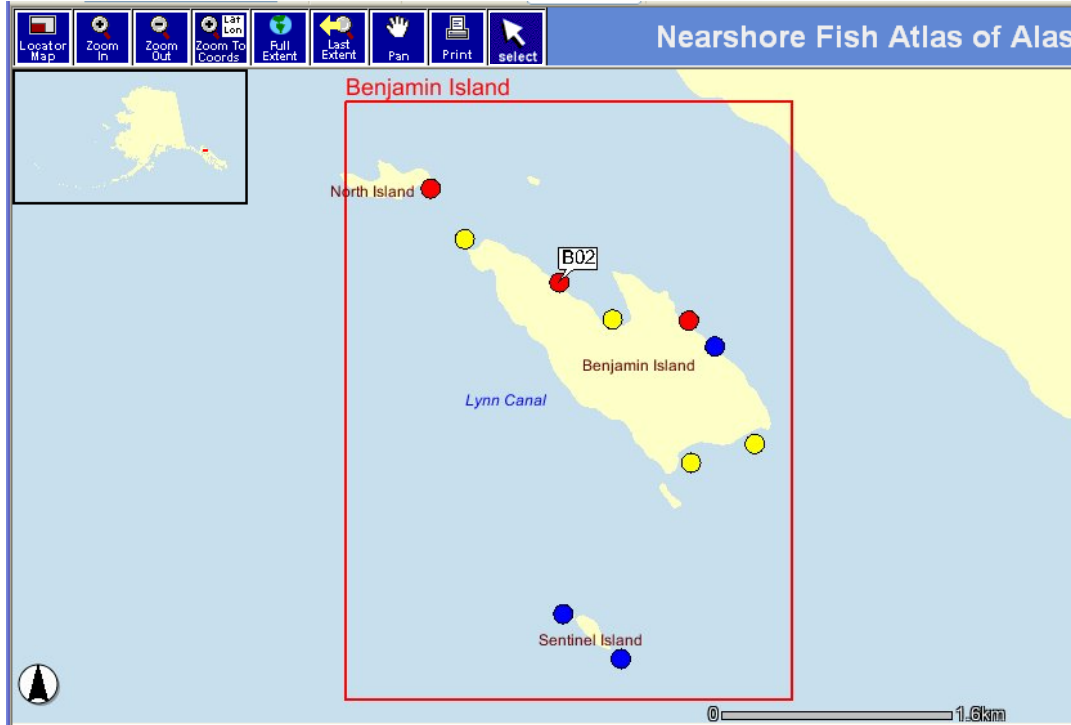 Locator
Map
Zoom
In
Zoom
Out
Lat
Lon
Zoom To
Coords
Full
Extent
Last
Extent
Pan
Print
select
Nearshore Fish Atlas of Alas
Benjamin Island
North Island
B02
Benjamin Island
Lynn Canal
Sentinel Island
0
1.6km